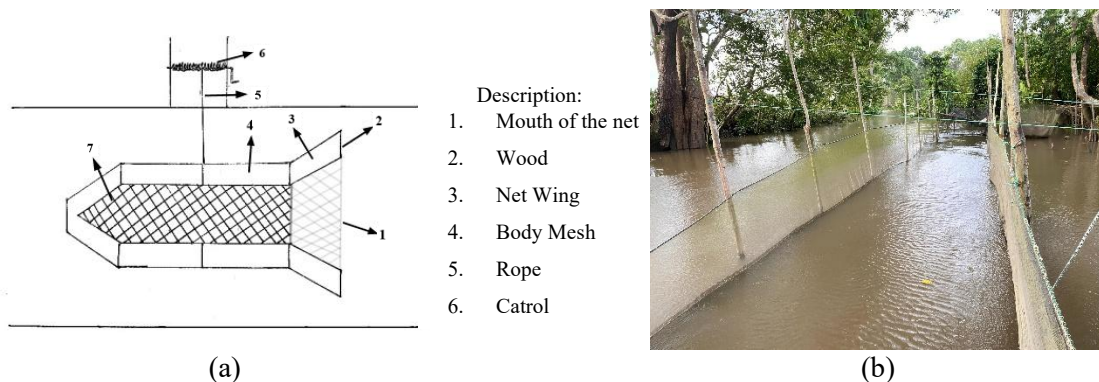 6
5
4
3
2
7
1
Description:
1. Mouth of the net
2. Wood
3. Net Wing
4. Body Mesh
5. Rope
6. Catrol
(a)
(b)